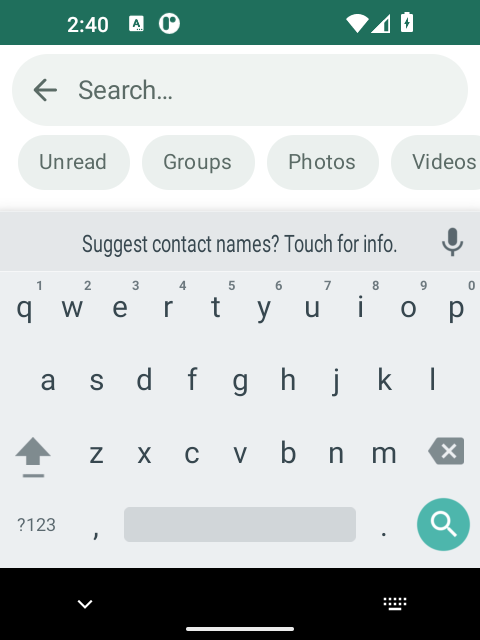 2:40
Search…
Unread Groups Photos Videos
Suggest contact names? Touch for info.
1 2 3 4 5 6 7 8 9 0
q w e r t y u i o p
a s d f g h j k l
z x c v b n m
?123 , .